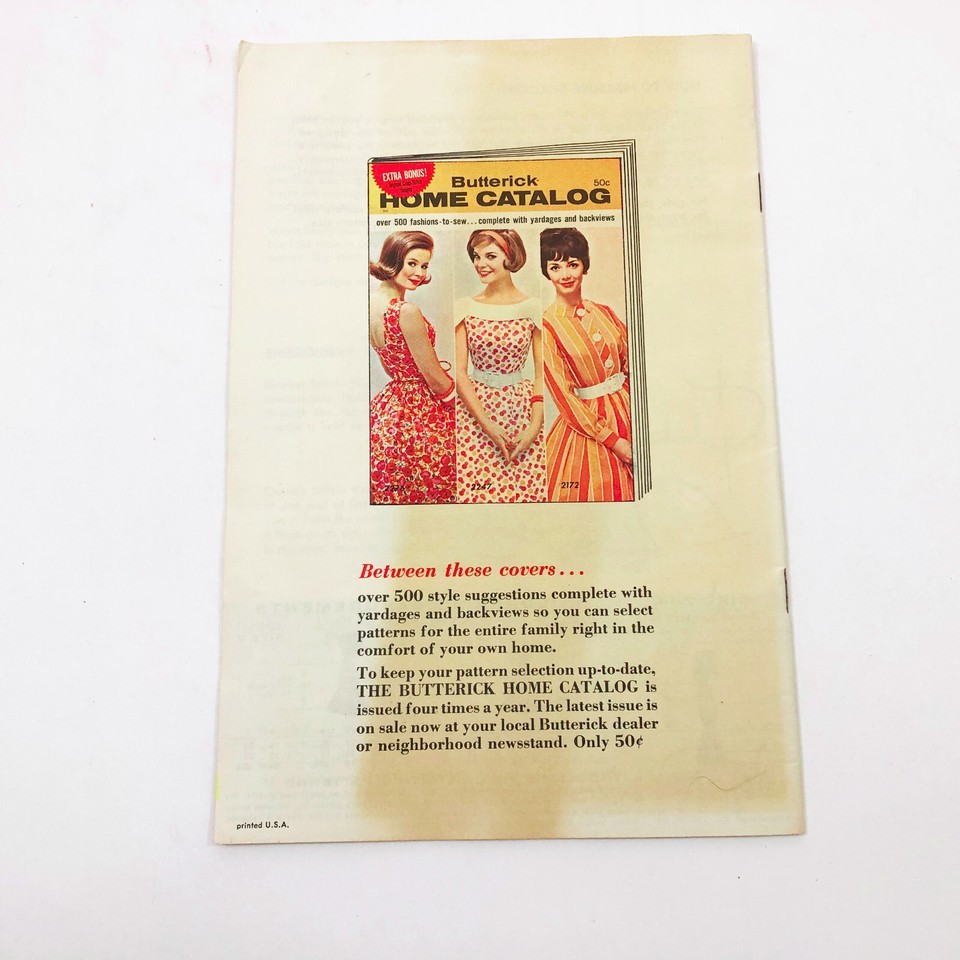 EXTRA BONUS!
Butterick
50c
HOME CATALOG
over 500 fashions-to-sew...complete with yardages and backviews
2247
2172
Between these covers...
over 500 style suggestions complete with
yardages and backviews so you can select
patterns for the entire family right in the
comfort of your own home.
To keep your pattern selection up-to-date,
THE BUTTERICK HOME CATALOG is
issued four times a year. The latest issue is
on sale now at your local Butterick dealer
or neighborhood newsstand. Only 50¢
printed U.S.A.